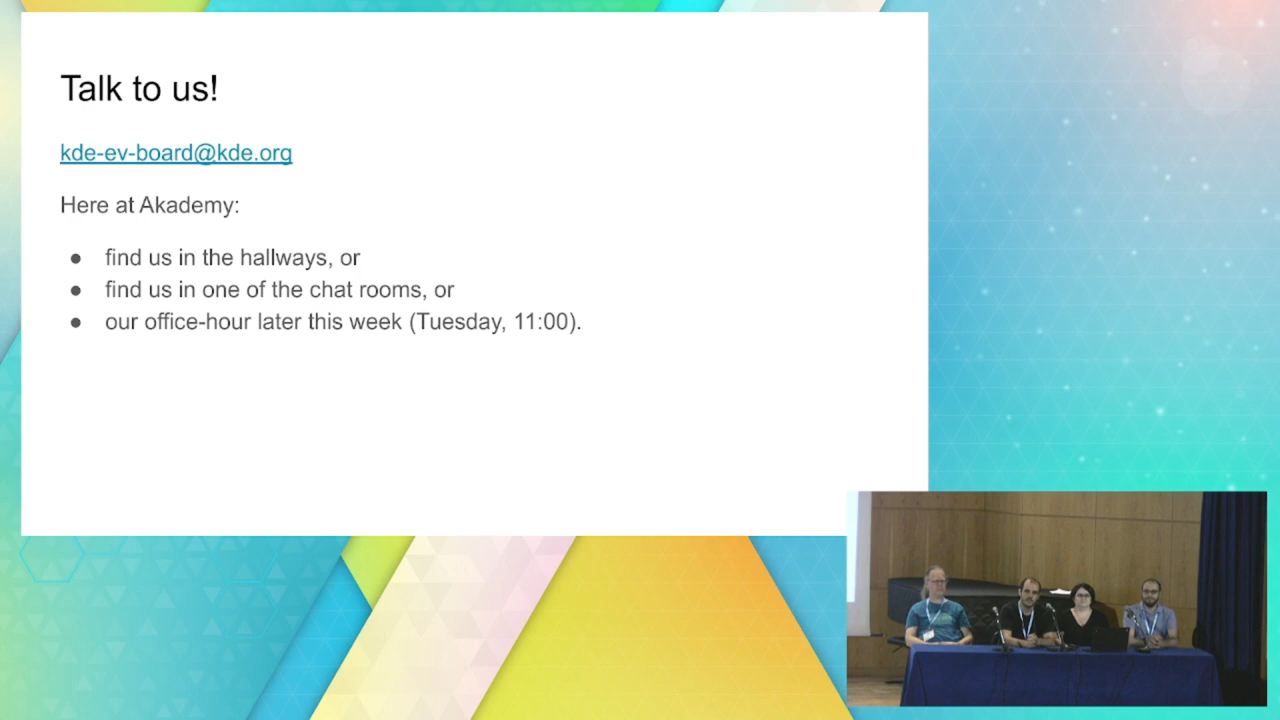 Talk to us!
kde-ev-board@kde.org
Here at Akademy:
● find us in the hallways, or
● find us in one of the chat rooms, or
● our office-hour later this week (Tuesday, 11:00).